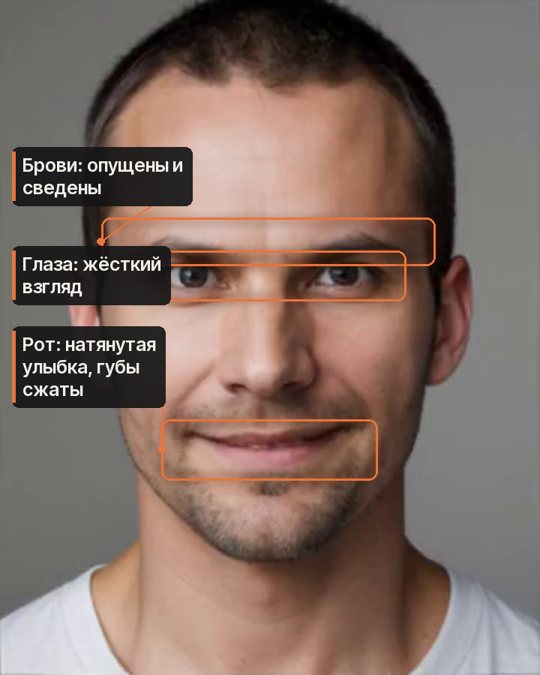 Брови: опущены и
сведены
Глаза: жёсткий
взгляд
Рот: натянутая
улыбка, губы
сжаты